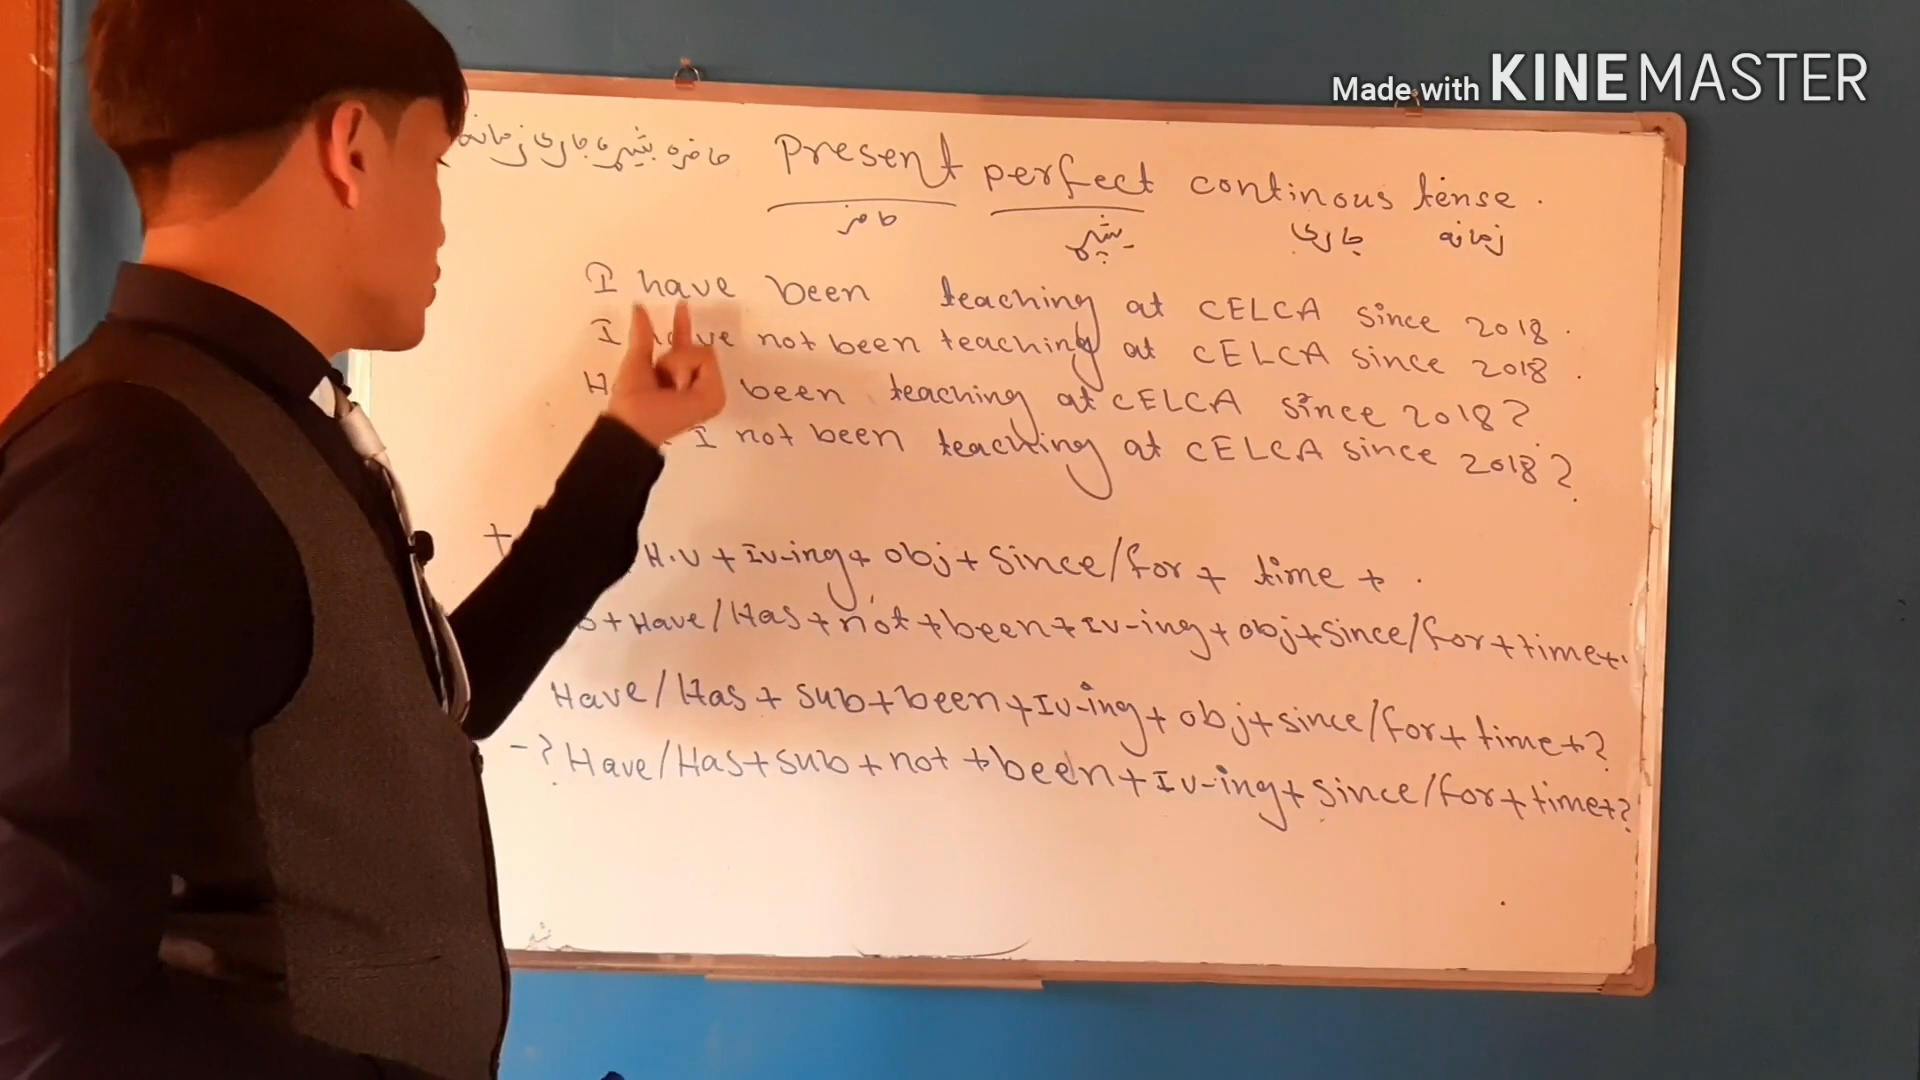 Made with KINEMASTER
حاضره بشپړه جاري زمانه present perfect continous tense.
حاضر بشپړ جاري زمانه
I have been teaching at CELCA since 2018.
I have not been teaching at CELCA since 2018.
been teaching at CELCA since 2018?
I not been teaching at CELCA since 2018?
+ H.V + Iv-ing + obj + since/for + time + .
+ Have/Has + not + been + Iv-ing + obj + since/for + time + .
Have/Has + sub + been + Iv-ing + obj + since/for + time + ?
-? Have/Has + sub + not + been + Iv-ing + since/for + time + ?